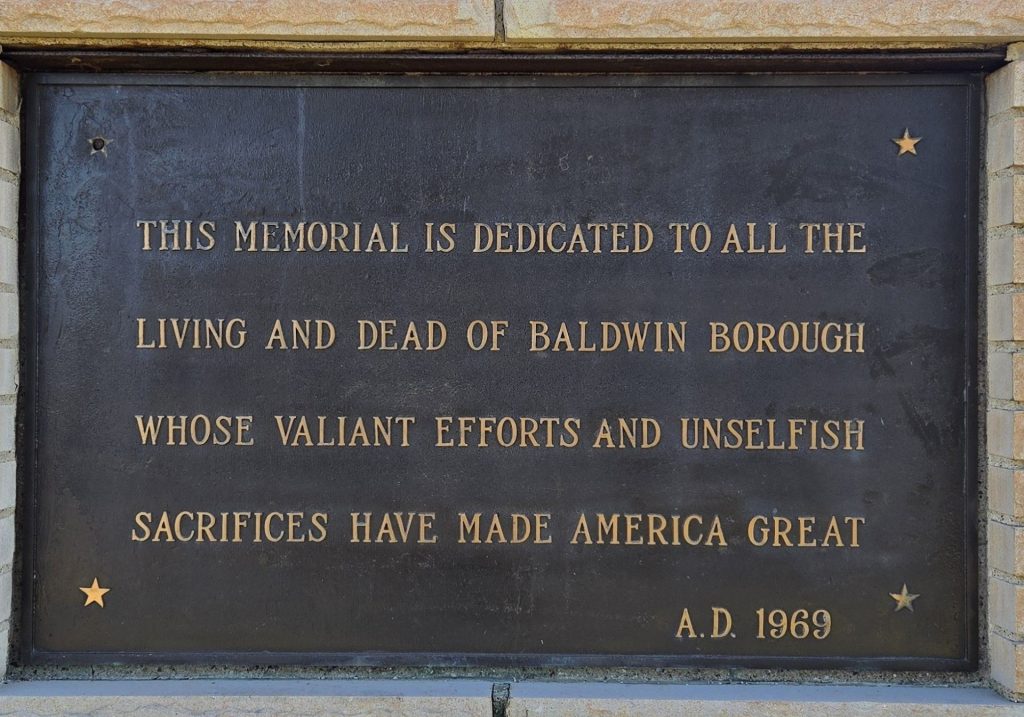 THIS MEMORIAL IS DEDICATED TO ALL THE
LIVING AND DEAD OF BALDWIN BOROUGH
WHOSE VALIANT EFFORTS AND UNSELFISH
SACRIFICES HAVE MADE AMERICA GREAT
A.D. 1969